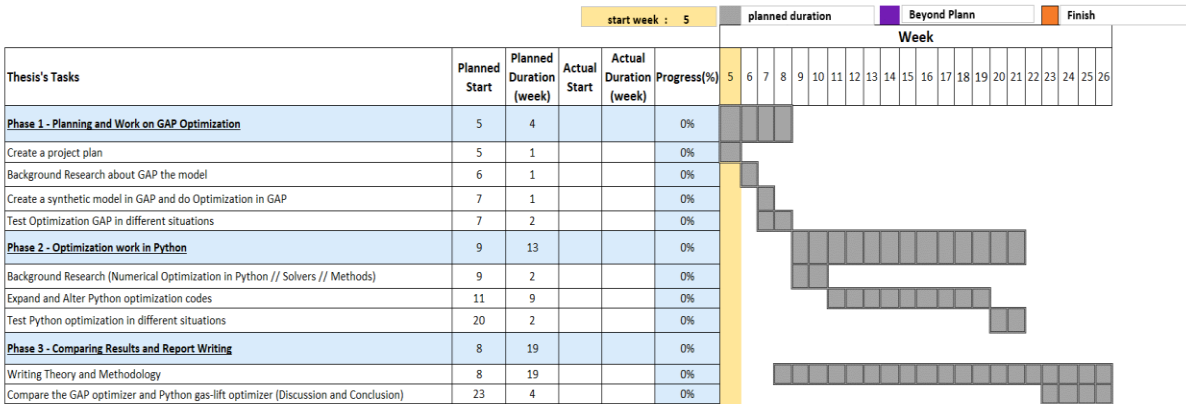 start week : 5 planned duration Beyond Plann Finish
Week
Thesis's Tasks Planned Start Planned Duration (week) Actual Start Actual Duration (week) Progress(%) 5 6 7 8 9 10 11 12 13 14 15 16 17 18 19 20 21 22 23 24 25 26
Phase 1 - Planning and Work on GAP Optimization 5 4 0%
Create a project plan 5 1 0%
Background Research about GAP the model 6 1 0%
Create a synthetic model in GAP and do Optimization in GAP 7 1 0%
Test Optimization GAP in different situations 7 2 0%
Phase 2 - Optimization work in Python 9 13 0%
Background Research (Numerical Optimization in Python // Solvers // Methods) 9 2 0%
Expand and Alter Python optimization codes 11 9 0%
Test Python optimization in different situations 20 2 0%
Phase 3 - Comparing Results and Report Writing 8 19 0%
Writing Theory and Methodology 8 19 0%
Compare the GAP optimizer and Python gas-lift optimizer (Discussion and Conclusion) 23 4 0%